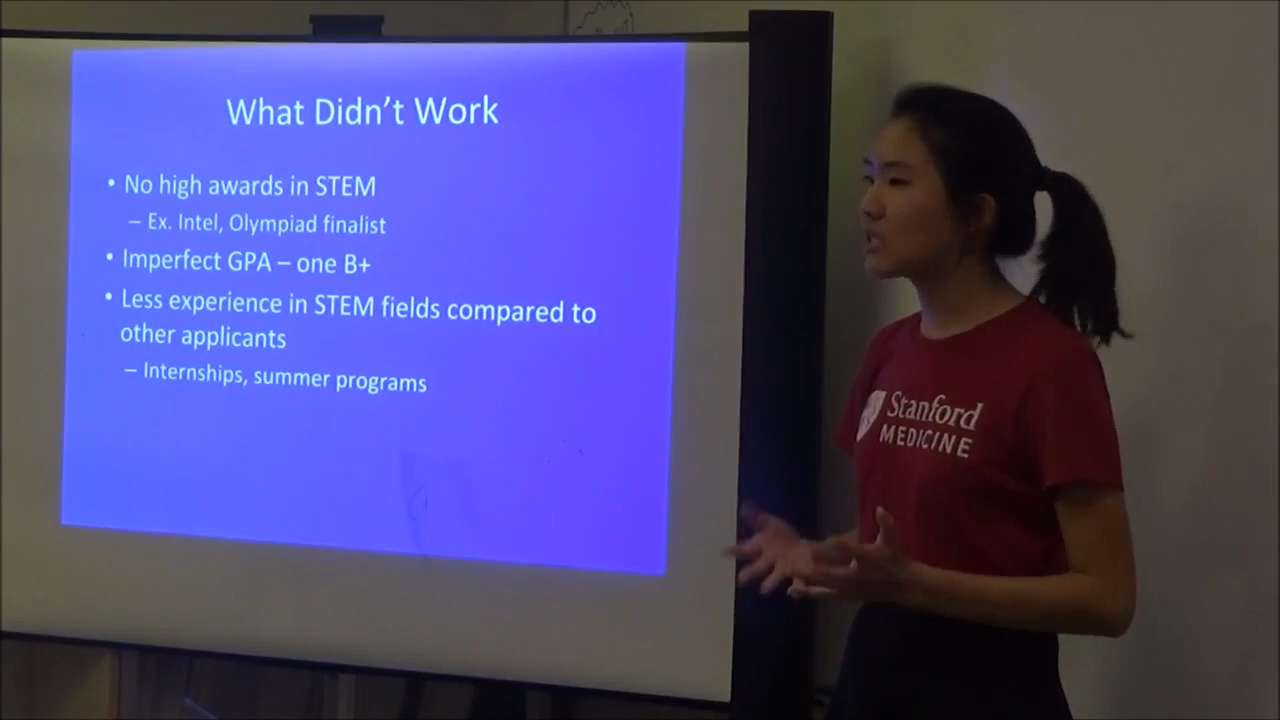 What Didn't Work
• No high awards in STEM
– Ex. Intel, Olympiad finalist
• Imperfect GPA – one B+
• Less experience in STEM fields compared to
other applicants
– Internships, summer programs
Stanford
MEDICINE